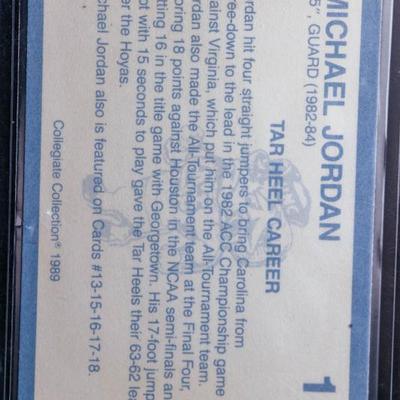 MICHAEL JORDAN
5", GUARD (1982-84)
1
TAR HEEL CAREER
rdan hit four straight jumpers to bring Carolina from
ree-down to the lead in the 1982 ACC Championship game
ainst Virginia, which put him on the All-Tournament team.
rdan also made the All-Tournament team at the Final Four,
oring 18 points against Houston in the NCAA semi-finals an
tting 16 in the title game with Georgetown. His 17-foot jump
ot with 15 seconds to play gave the Tar Heels their 63-62 le
er the Hoyas.
chael Jordan also is featured on Cards #13-15-16-17-18.
Collegiate Collection® 1989